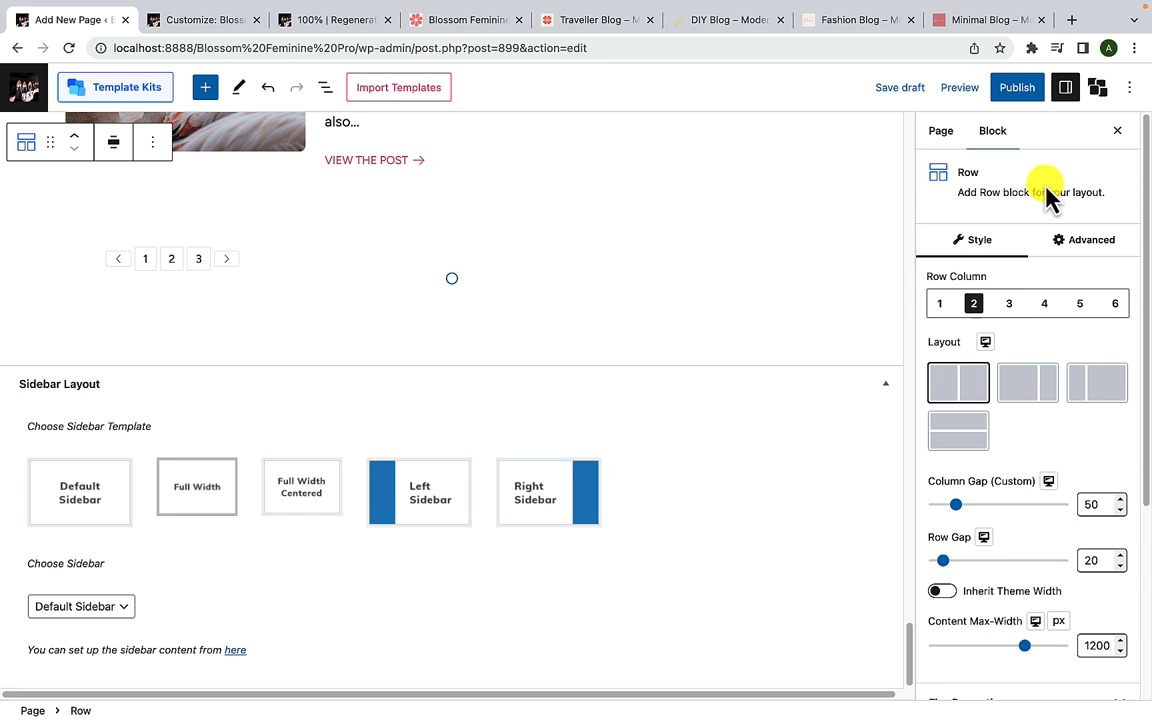 Add New Page ‹ B
Customize: Bloss
100% | Regenerat
Blossom Feminine
Traveller Blog – M
DIY Blog – Moder
Fashion Blog – M
Minimal Blog – M
localhost:8888/Blossom%20Feminine%20Pro/wp-admin/post.php?post=899&action=edit
A
Template Kits
Import Templates
Save draft
Preview
Publish
also...
VIEW THE POST
1 2 3
Sidebar Layout
Choose Sidebar Template
Default
Sidebar
Full Width
Full Width
Centered
Left
Sidebar
Right
Sidebar
Choose Sidebar
Default Sidebar
You can set up the sidebar content from here
Page
Block
Row
Add Row block for your layout.
Style
Advanced
Row Column
1 2 3 4 5 6
Layout
Column Gap (Custom)
50
Row Gap
20
Inherit Theme Width
Content Max-Width px
1200
Page > Row